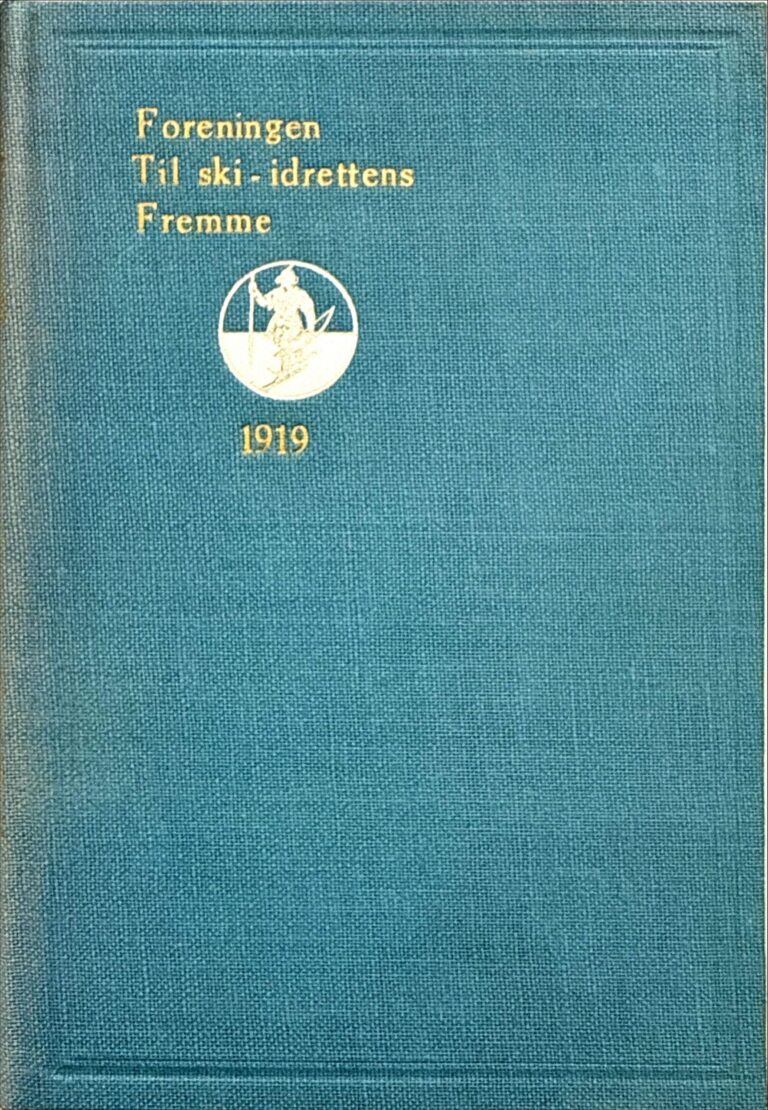 Foreningen
Til ski-idrettens
Fremme
1919